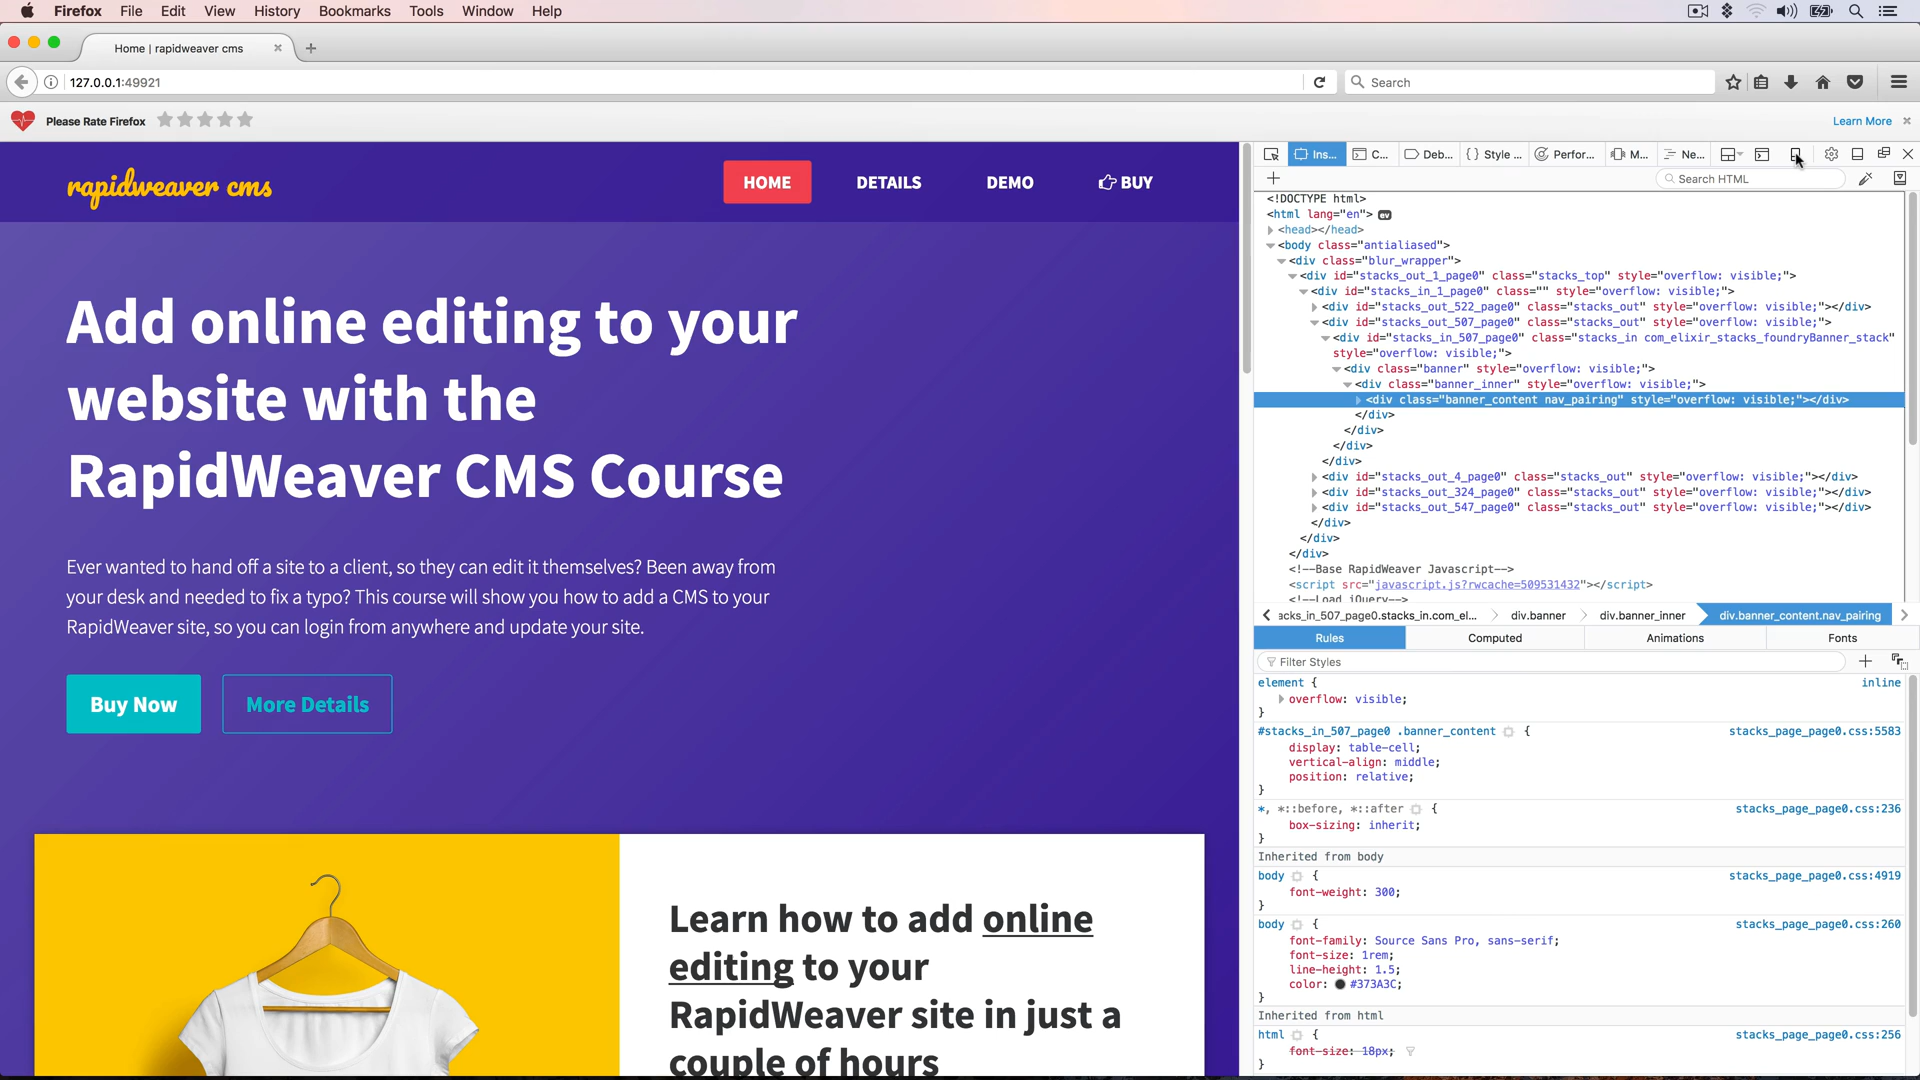 Firefox File Edit View History Bookmarks Tools Window Help
Home | rapidweaver cms
127.0.0.1:49921
Search
Please Rate Firefox
Learn More
rapidweaver cms
HOME DETAILS DEMO BUY
Add online editing to your
website with the
RapidWeaver CMS Course
Ever wanted to hand off a site to a client, so they can edit it themselves? Been away from
your desk and needed to fix a typo? This course will show you how to add a CMS to your
RapidWeaver site, so you can login from anywhere and update your site.
Buy Now More Details
Learn how to add online
editing to your
RapidWeaver site in just a
couple of hours
Ins... C... Deb... { } Style ... Perfor... M... Ne...
+ Search HTML
<!DOCTYPE html>
<html lang="en"> ev
<head></head>
<body class="antialiased">
<div class="blur_wrapper">
<div id="stacks_out_1_page0" class="stacks_top" style="overflow: visible;">
<div id="stacks_in_1_page0" class="" style="overflow: visible;">
<div id="stacks_out_522_page0" class="stacks_out" style="overflow: visible;"></div>
<div id="stacks_out_507_page0" class="stacks_out" style="overflow: visible;">
<div id="stacks_in_507_page0" class="stacks_in com_elixir_stacks_foundryBanner_stack"
style="overflow: visible;">
<div class="banner" style="overflow: visible;">
<div class="banner_inner" style="overflow: visible;">
<div class="banner_content nav_pairing" style="overflow: visible;"></div>
</div>
</div>
</div>
</div>
<div id="stacks_out_4_page0" class="stacks_out" style="overflow: visible;"></div>
<div id="stacks_out_324_page0" class="stacks_out" style="overflow: visible;"></div>
<div id="stacks_out_547_page0" class="stacks_out" style="overflow: visible;"></div>
</div>
</div>
</div>
<!--Base RapidWeaver Javascript-->
<script src="javascript.js?rwcache=509531432"></script>
<!--Load jQuery-->
acks_in_507_page0.stacks_in.com_el... div.banner div.banner_inner div.banner_content.nav_pairing
Rules Computed Animations Fonts
Filter Styles
element { inline
overflow: visible;
}
#stacks_in_507_page0 .banner_content { stacks_page_page0.css:5583
display: table-cell;
vertical-align: middle;
position: relative;
}
*, *::before, *::after { stacks_page_page0.css:236
box-sizing: inherit;
}
Inherited from body
body { stacks_page_page0.css:4919
font-weight: 300;
}
body { stacks_page_page0.css:260
font-family: Source Sans Pro, sans-serif;
font-size: 1rem;
line-height: 1.5;
color: #373A3C;
}
Inherited from html
html { stacks_page_page0.css:256
font-size: 18px;
}